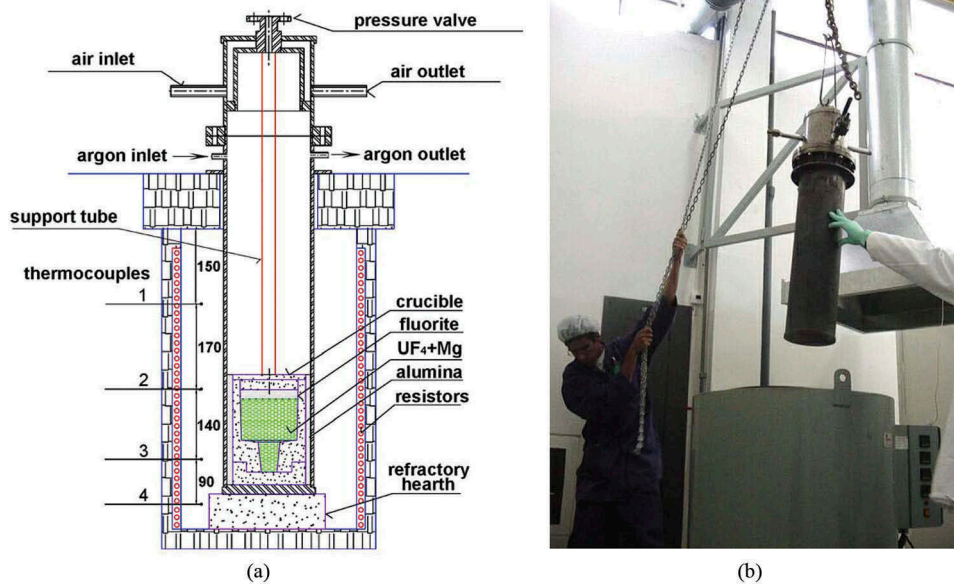 pressure valve
air inlet
air outlet
argon inlet
argon outlet
support tube
thermocouples
150
1
crucible
fluorite
170
UF₄+Mg
alumina
2
resistors
140
3
refractory
hearth
90
4
(a)
(b)